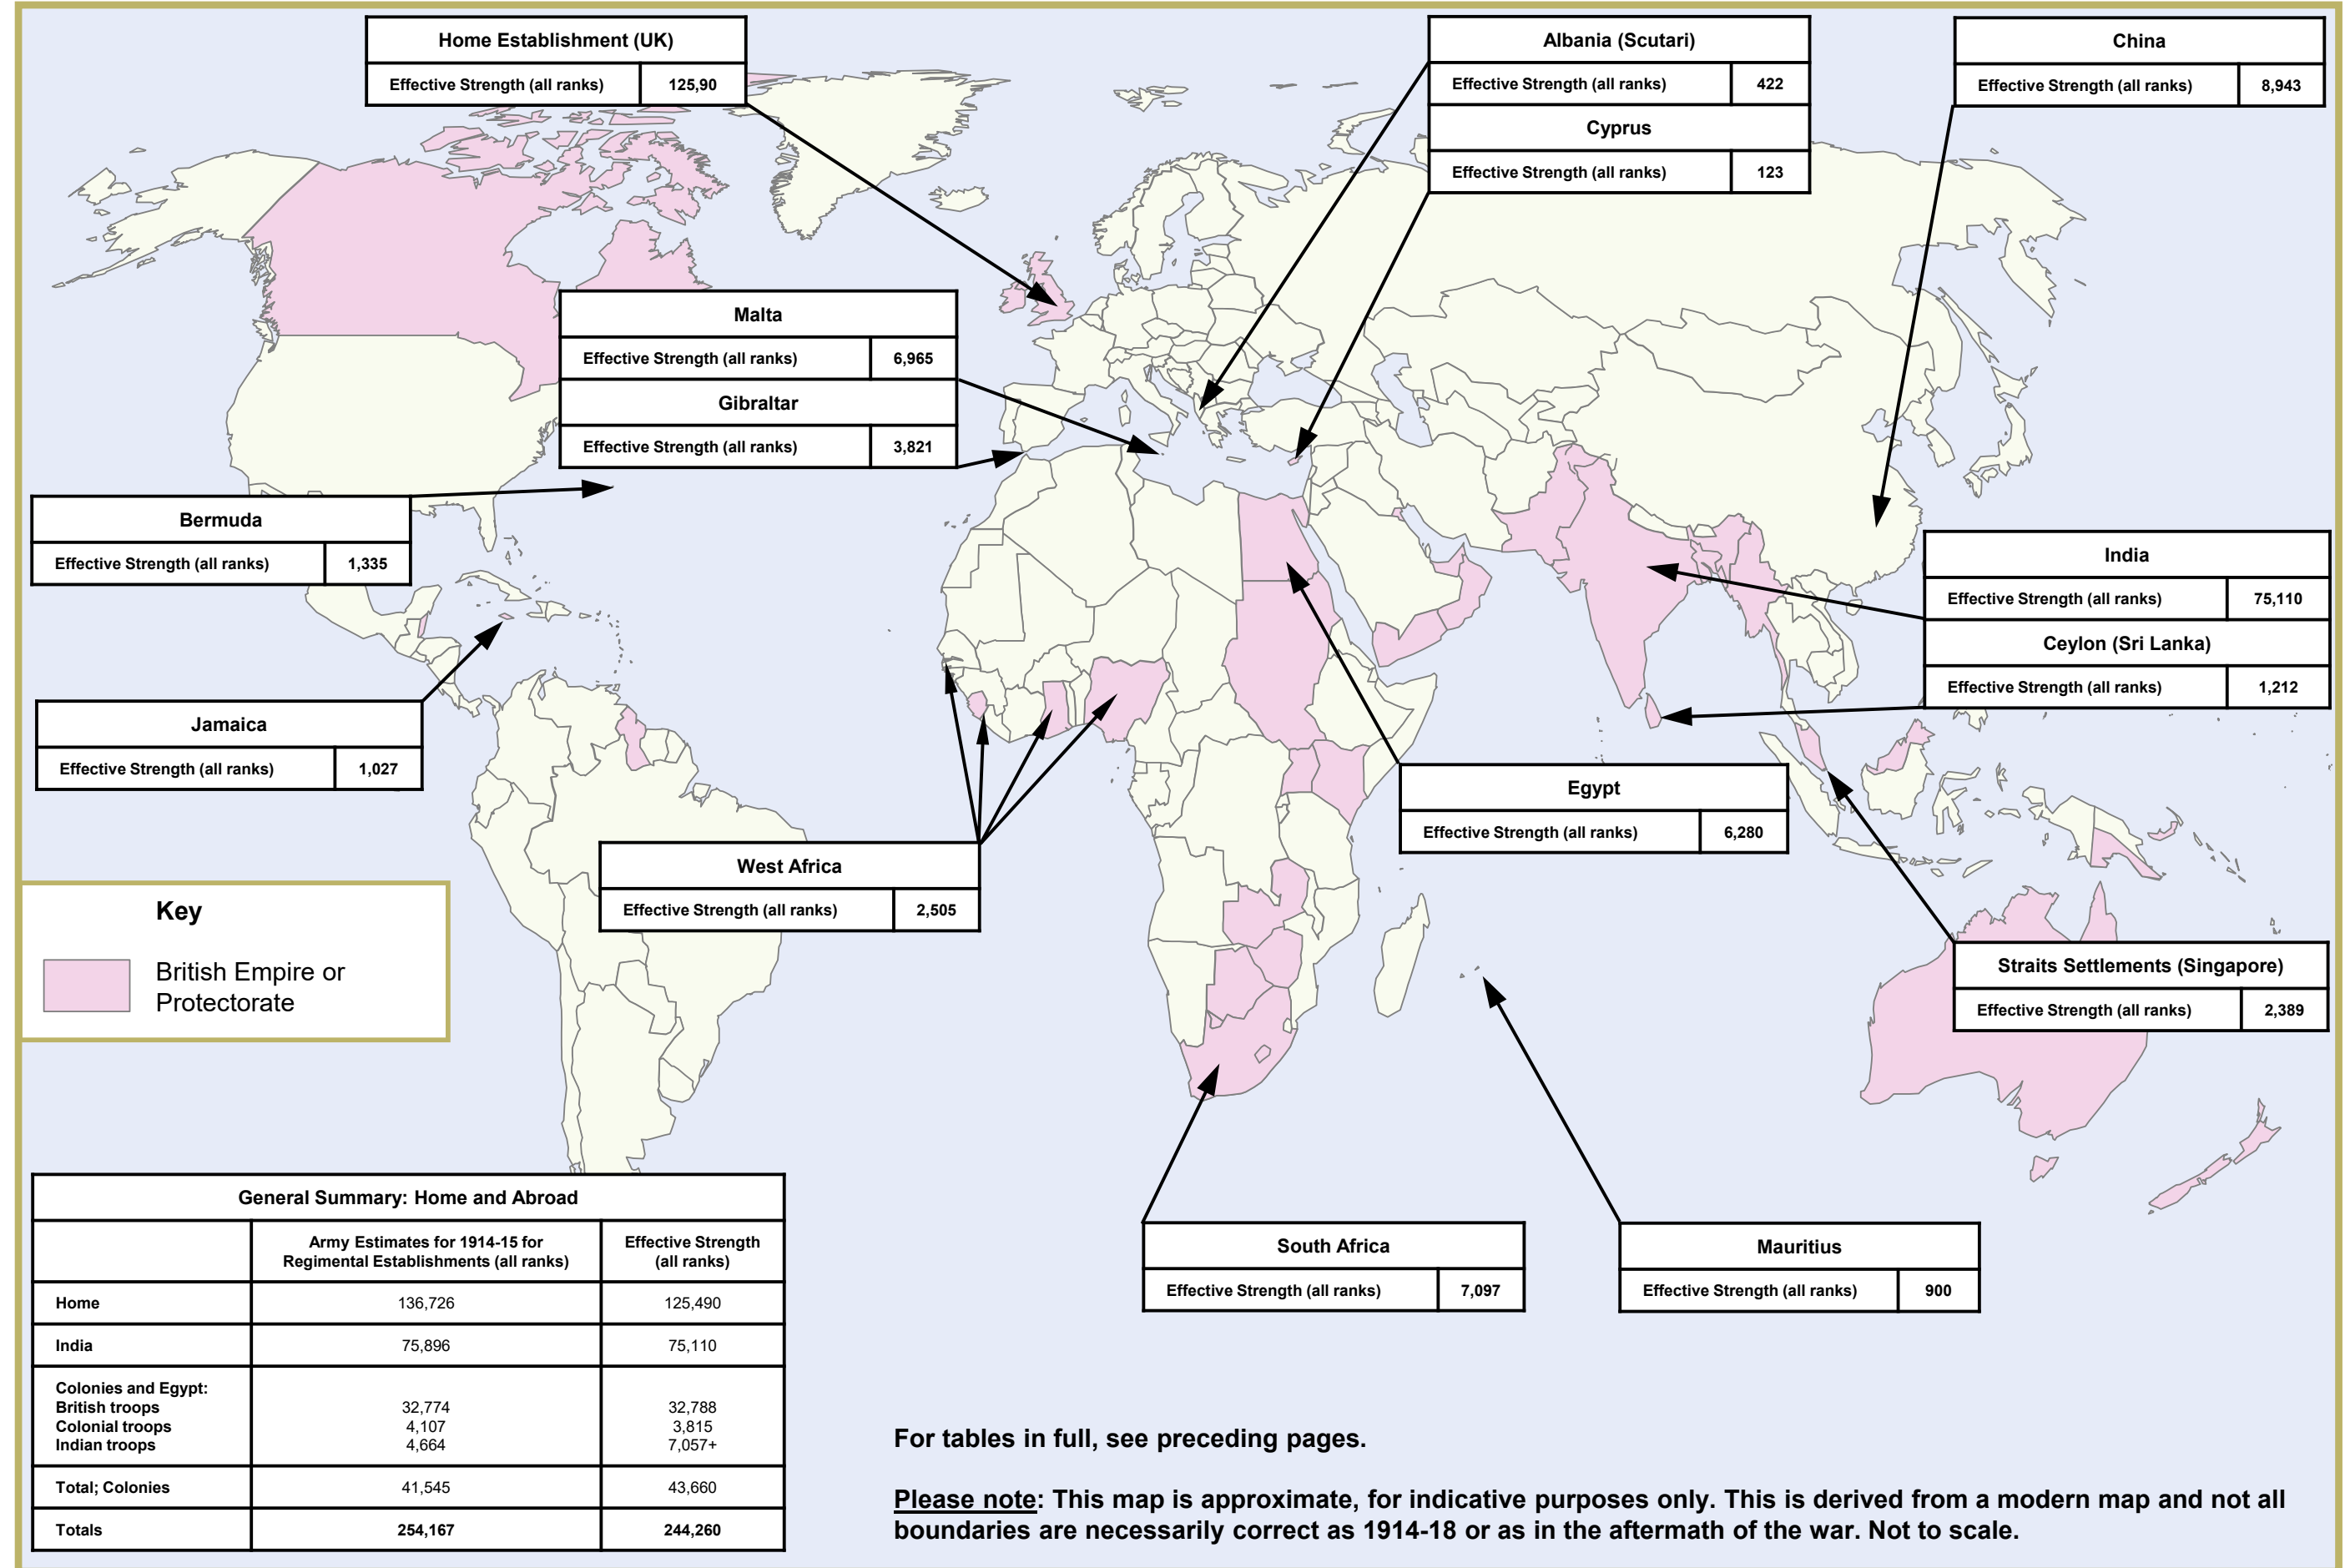 Home Establishment (UK)
Effective Strength (all ranks) 125,90
Albania (Scutari)
Effective Strength (all ranks) 422
Cyprus
Effective Strength (all ranks) 123
China
Effective Strength (all ranks) 8,943
Malta
Effective Strength (all ranks) 6,965
Gibraltar
Effective Strength (all ranks) 3,821
Bermuda
Effective Strength (all ranks) 1,335
India
Effective Strength (all ranks) 75,110
Ceylon (Sri Lanka)
Effective Strength (all ranks) 1,212
Jamaica
Effective Strength (all ranks) 1,027
Egypt
Effective Strength (all ranks) 6,280
West Africa
Effective Strength (all ranks) 2,505
Key
British Empire or
Protectorate
Straits Settlements (Singapore)
Effective Strength (all ranks) 2,389
South Africa
Effective Strength (all ranks) 7,097
Mauritius
Effective Strength (all ranks) 900
General Summary: Home and Abroad
Army Estimates for 1914-15 for Effective Strength
Regimental Establishments (all ranks) (all ranks)
Home 136,726 125,490
India 75,896 75,110
Colonies and Egypt:
British troops 32,774 32,788
Colonial troops 4,107 3,815
Indian troops 4,664 7,057+
Total; Colonies 41,545 43,660
Totals 254,167 244,260
For tables in full, see preceding pages.
Please note: This map is approximate, for indicative purposes only. This is derived from a modern map and not all
boundaries are necessarily correct as 1914-18 or as in the aftermath of the war. Not to scale.